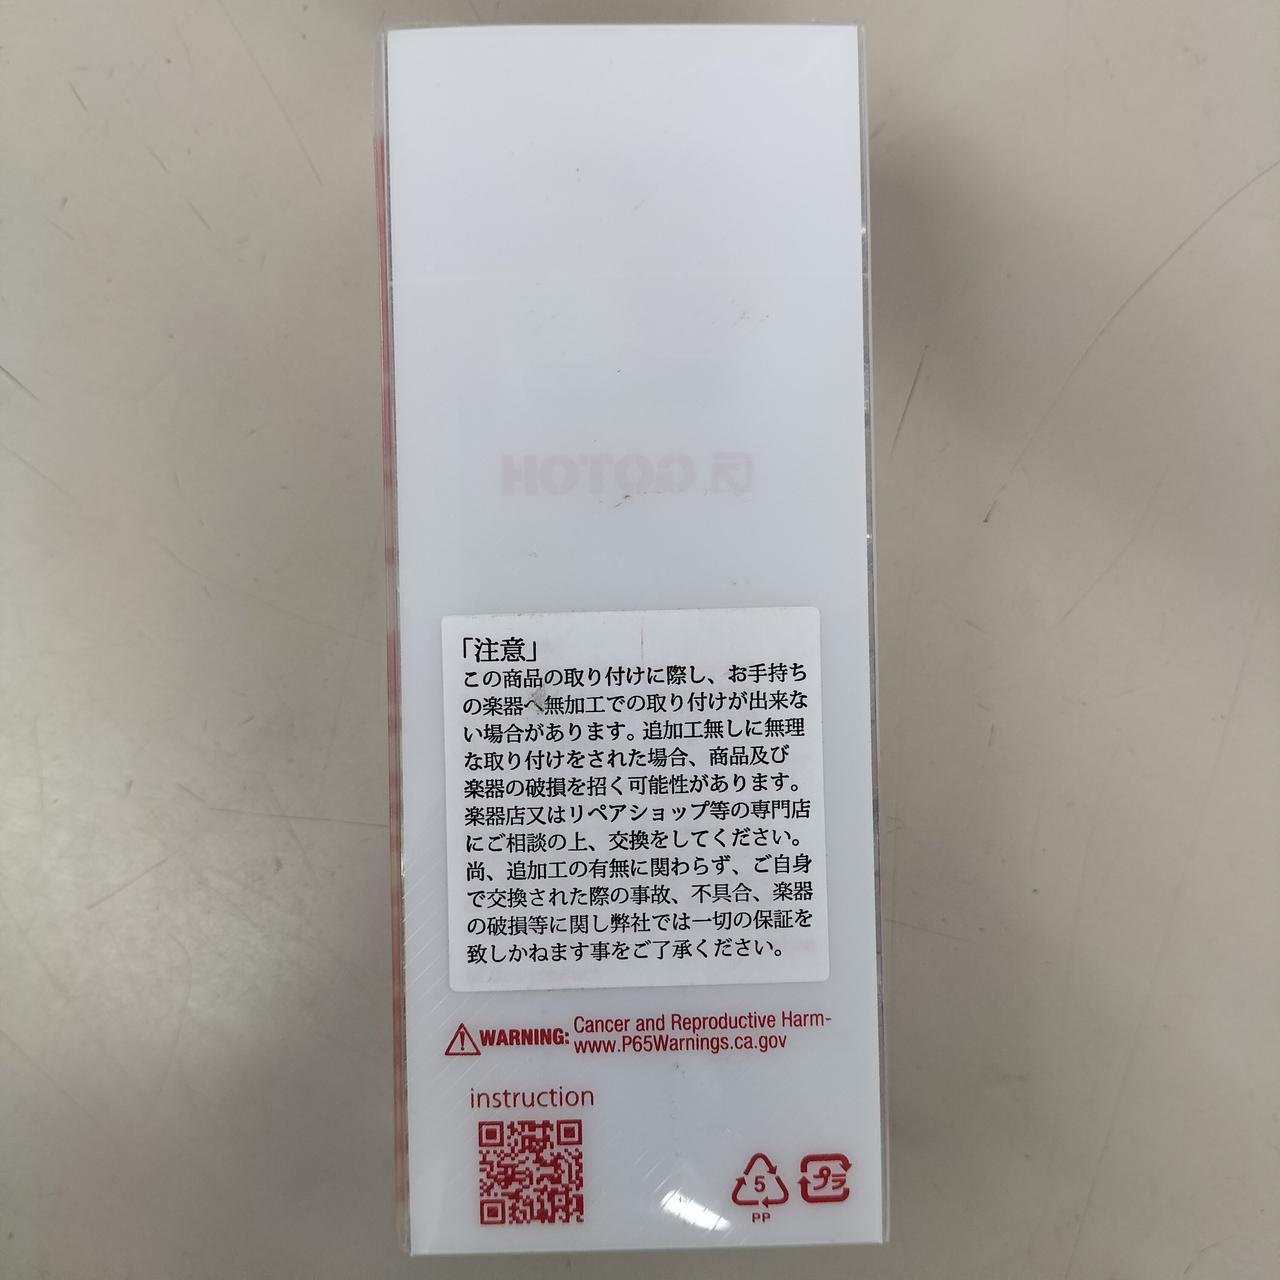 GOTOH
「注意」
この商品の取り付けに際し、お手持ち
の楽器へ無加工での取り付けが出来な
い場合があります。追加工無しに無理
な取り付けをされた場合、商品及び
楽器の破損を招く可能性があります。
楽器店又はリペアショップ等の専門店
にご相談の上、交換をしてください。
尚、追加工の有無に関わらず、ご自身
で交換された際の事故、不具合、楽器
の破損等に関し弊社では一切の保証を
致しかねます事をご了承ください。
WARNING: Cancer and Reproductive Harm-
www.P65Warnings.ca.gov
instruction
5
プラ
PP